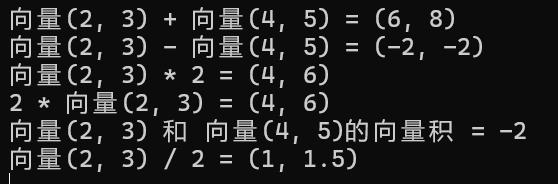 向量(2, 3) + 向量(4, 5) = (6, 8)
向量(2, 3) - 向量(4, 5) = (-2, -2)
向量(2, 3) * 2 = (4, 6)
2 * 向量(2, 3) = (4, 6)
向量(2, 3) 和 向量(4, 5)的向量积 = -2
向量(2, 3) / 2 = (1, 1.5)